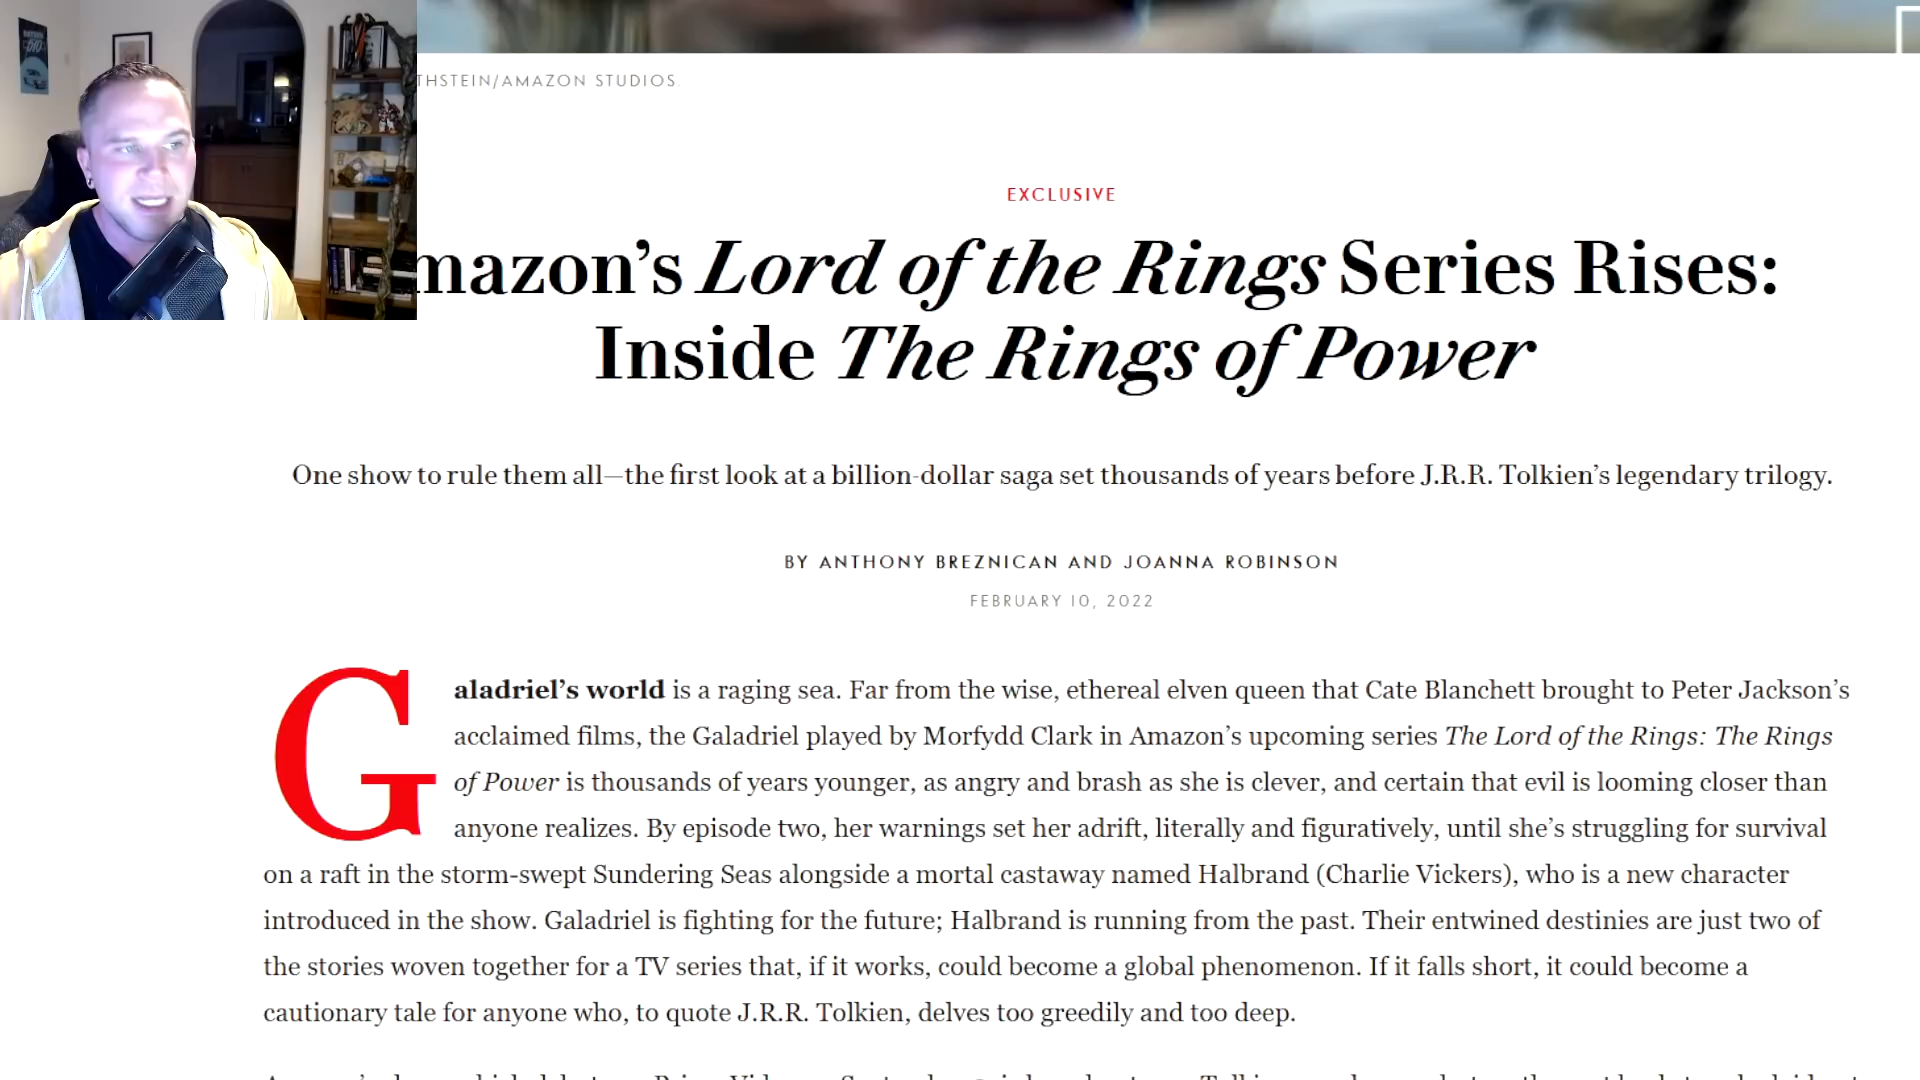 THSTEIN/AMAZON STUDIOS.
EXCLUSIVE
mazon’s Lord of the Rings Series Rises:
Inside The Rings of Power
One show to rule them all—the first look at a billion-dollar saga set thousands of years before J.R.R. Tolkien’s legendary trilogy.
BY ANTHONY BREZNICAN AND JOANNA ROBINSON
FEBRUARY 10, 2022
Galadriel’s world is a raging sea. Far from the wise, ethereal elven queen that Cate Blanchett brought to Peter Jackson’s
acclaimed films, the Galadriel played by Morfydd Clark in Amazon’s upcoming series The Lord of the Rings: The Rings
of Power is thousands of years younger, as angry and brash as she is clever, and certain that evil is looming closer than
anyone realizes. By episode two, her warnings set her adrift, literally and figuratively, until she’s struggling for survival
on a raft in the storm-swept Sundering Seas alongside a mortal castaway named Halbrand (Charlie Vickers), who is a new character
introduced in the show. Galadriel is fighting for the future; Halbrand is running from the past. Their entwined destinies are just two of
the stories woven together for a TV series that, if it works, could become a global phenomenon. If it falls short, it could become a
cautionary tale for anyone who, to quote J.R.R. Tolkien, delves too greedily and too deep.